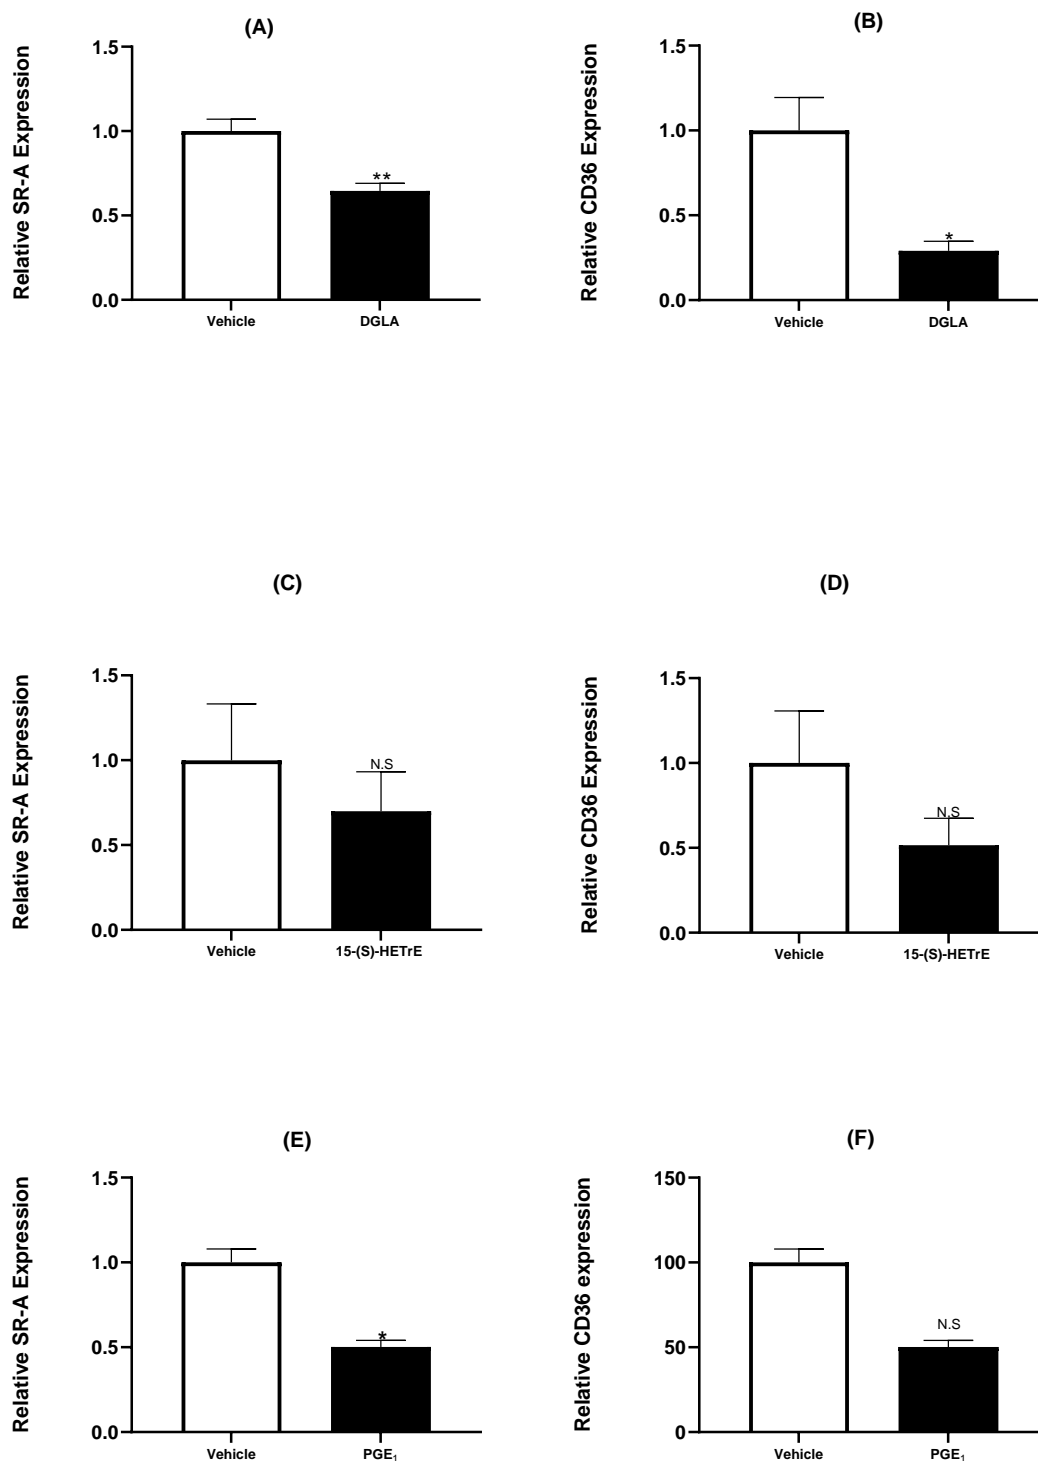 (A)
Relative SR-A Expression
1.5
1.0
0.5
0.0
**
Vehicle
DGLA
(B)
Relative CD36 Expression
1.5
1.0
0.5
0.0
*
Vehicle
DGLA
(C)
Relative SR-A Expression
1.5
1.0
0.5
0.0
N.S
Vehicle
15-(S)-HETrE
(D)
Relative CD36 Expression
1.5
1.0
0.5
0.0
N.S
Vehicle
15-(S)-HETrE
(E)
Relative SR-A Expression
1.5
1.0
0.5
0.0
*
Vehicle
PGE₁
(F)
Relative CD36 expression
150
100
50
0
N.S
Vehicle
PGE₁